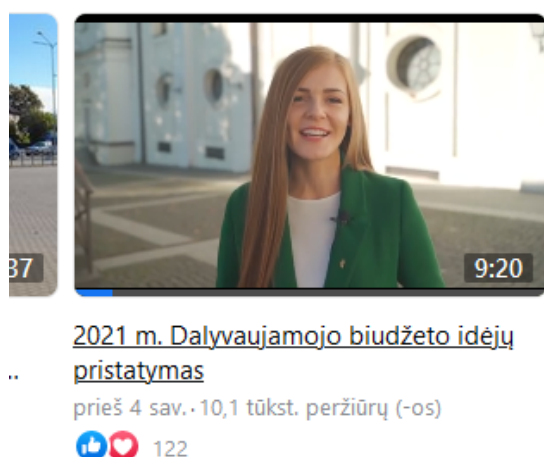 37
9:20
2021 m. Dalyvaujamojo biudžeto idėjų
pristatymas
..
prieš 4 sav. · 10,1 tūkst. peržiūrų (-os)
122